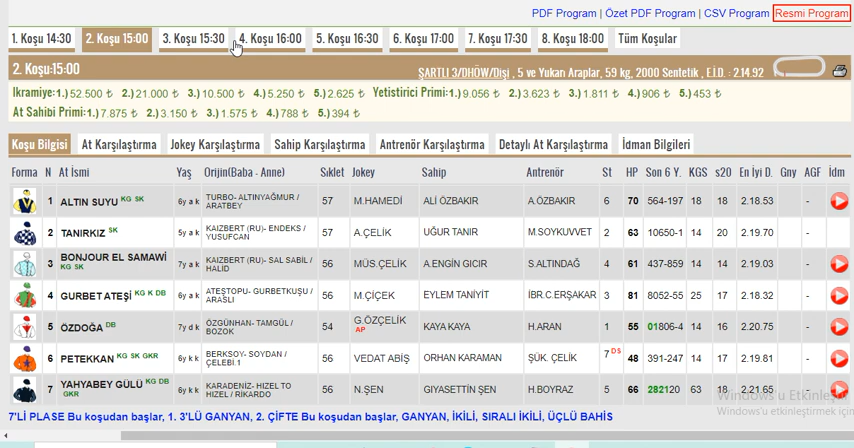 PDF Program | Özet PDF Program | CSV Program Resmi Program
1. Koşu 14:30 2. Koşu 15:00 3. Koşu 15:30 4. Koşu 16:00 5. Koşu 16:30 6. Koşu 17:00 7. Koşu 17:30 8. Koşu 18:00 Tüm Koşular
2. Koşu:15:00 ŞARTLI 3/DHÖW/Dişi , 5 ve Yukarı Araplar, 59 kg, 2000 Sentetik , E.İ.D. : 2.14.92
Ikramiye:1.) 52.500 ₺ 2.) 21.000 ₺ 3.) 10.500 ₺ 4.) 5.250 ₺ 5.) 2.625 ₺ Yetistirici Primi:1.) 9.056 ₺ 2.) 3.623 ₺ 3.) 1.811 ₺ 4.) 906 ₺ 5.) 453 ₺
At Sahibi Primi:1.) 7.875 ₺ 2.) 3.150 ₺ 3.) 1.575 ₺ 4.) 788 ₺ 5.) 394 ₺
Koşu Bilgisi At Karşılaştırma Jokey Karşılaştırma Sahip Karşılaştırma Antrenör Karşılaştırma Detaylı At Karşılaştırma İdman Bilgileri
Forma N At İsmi Yaş Orijin(Baba - Anne) Sıklet Jokey Sahip Antrenör St HP Son 6 Y. KGS s20 En İyi D. Gny AGF İdm
1 ALTIN SUYU KG SK 6y a k TURBO- ALTINYAĞMUR / ARATBEY 57 M.HAMEDİ ALİ ÖZBAKIR A.ÖZBAKIR 6 70 564-197 18 18 2.18.53 -
2 TANIRKIZ SK 6y a k KAIZBERT (RU)- ENDEKS / YUSUFCAN 57 A.ÇELİK UĞUR TANIR M.SOYKUVVET 2 63 10650-1 14 20 2.19.70 -
3 BONJOUR EL SAMAWİ KG SK 7y a k KAIZBERT (RU)- SAL SABİL / HALİD 56 MÜS.ÇELİK A.ENGİN GICIR S.ALTINDAĞ 4 61 437-859 14 14 2.19.03 -
4 GURBET ATEŞİ KG K DB 6y a k ATEŞTOPU- GURBETKUŞU / ARASLI 56 M.ÇİÇEK EYLEM TANİYİT İBR.C.ERŞAKAR 3 81 8052-55 25 17 2.18.32 -
5 ÖZDOĞA DB 7y d k ÖZGÜNHAN- TAMGÜL / BOZOK 54 G.ÖZÇELİK AP KAYA KAYA H.ARAN 1 55 01806-4 14 16 2.20.75 -
6 PETEKKAN KG SK GKR 6y k k BERKSOY- SOYDAN / ÇELEBİ.1 56 VEDAT ABİŞ ORHAN KARAMAN ŞÜK. ÇELİK 7 DS 48 391-247 14 17 2.19.81 -
7 YAHYABEY GÜLÜ KG DB GKR 6y k k KARADENİZ- HIZEL TO HIZEL / RİKARDO 56 N.ŞEN GIYASETTİN ŞEN H.BOYRAZ 5 66 282120 63 18 2.21.65 -
7'Lİ PLASE Bu koşudan başlar, 1. 3'LÜ GANYAN, 2. ÇİFTE Bu koşudan başlar, GANYAN, İKİLİ, SIRALI İKİLİ, ÜÇLÜ BAHİS
Windows'u Etkinleştir
Windows'u etkinleştirmek için